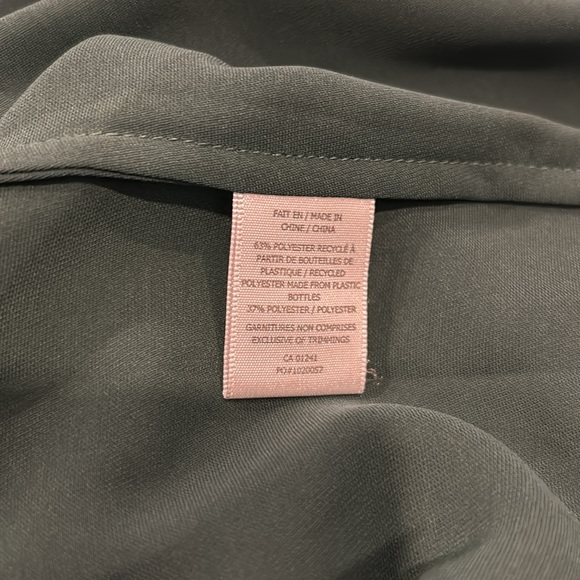 FAIT EN / MADE IN
CHINE / CHINA
63% POLYESTER RECYCLÉ À
PARTIR DE BOUTEILLES DE
PLASTIQUE / RECYCLED
POLYESTER MADE FROM PLASTIC
BOTTLES
37% POLYESTER / POLYESTER
GARNITURES NON COMPRISES
EXCLUSIVE OF TRIMMINGS
CA 01241
PO#1020057